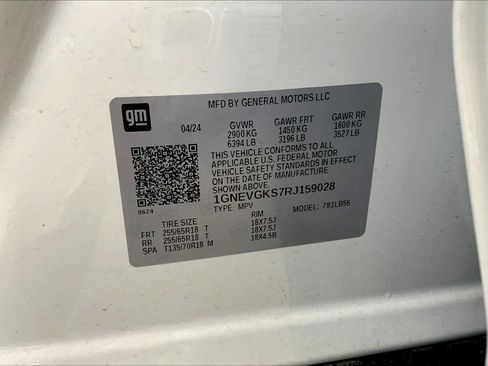 gm
MFD BY GENERAL MOTORS LLC
04/24 GVWR GAWR FRT GAWR RR
2900 KG 1450 KG 1600 KG
6394 LB 3196 LB 3527 LB
THIS VEHICLE CONFORMS TO ALL
APPLICABLE U.S. FEDERAL MOTOR
VEHICLE SAFETY STANDARDS IN EFFECT
ON THE DATE OF MANUFACTURE
SHOWN ABOVE.
1GNEVGKS7RJ159028
8624
TYPE: MPV MODEL: 781LB56
TIRE SIZE RIM
FRT 255/65R18 T 18X7.5J
RR 255/65R18 T. 18X7.5J
SPA T135/70R18 M 18X4.5B